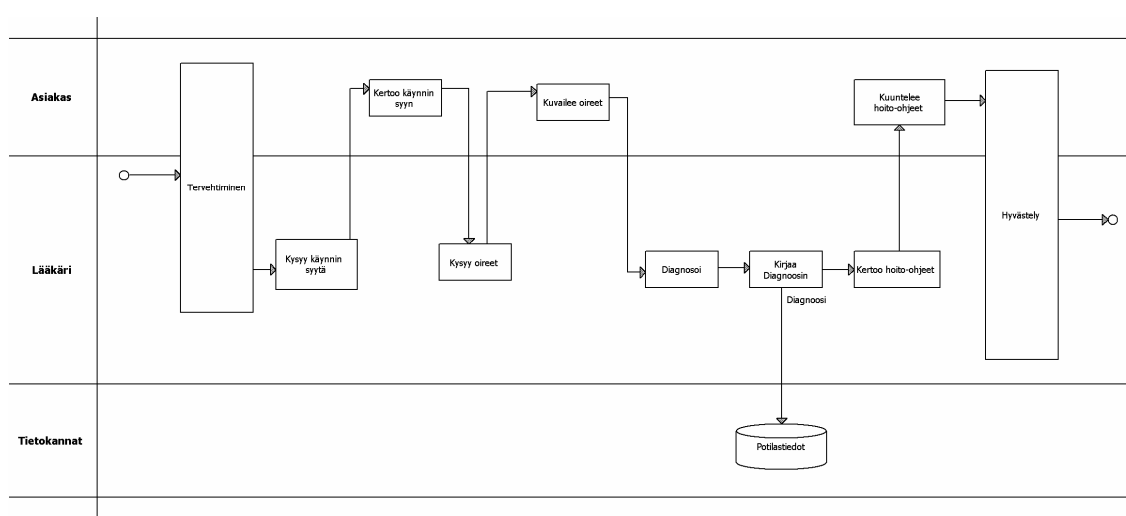 Asiakas
Kertoo käynnin
syyn
Kuvailee oireet
Kuuntelee
hoito-ohjeet
Tervehtiminen
Hyvästely
Lääkäri
Kysyy käynnin
syytä
Kysyy oireet
Diagnosoi
Kirjaa
Diagnoosin
Kertoo hoito-ohjeet
Diagnoosi
Tietokannat
Potilastiedot